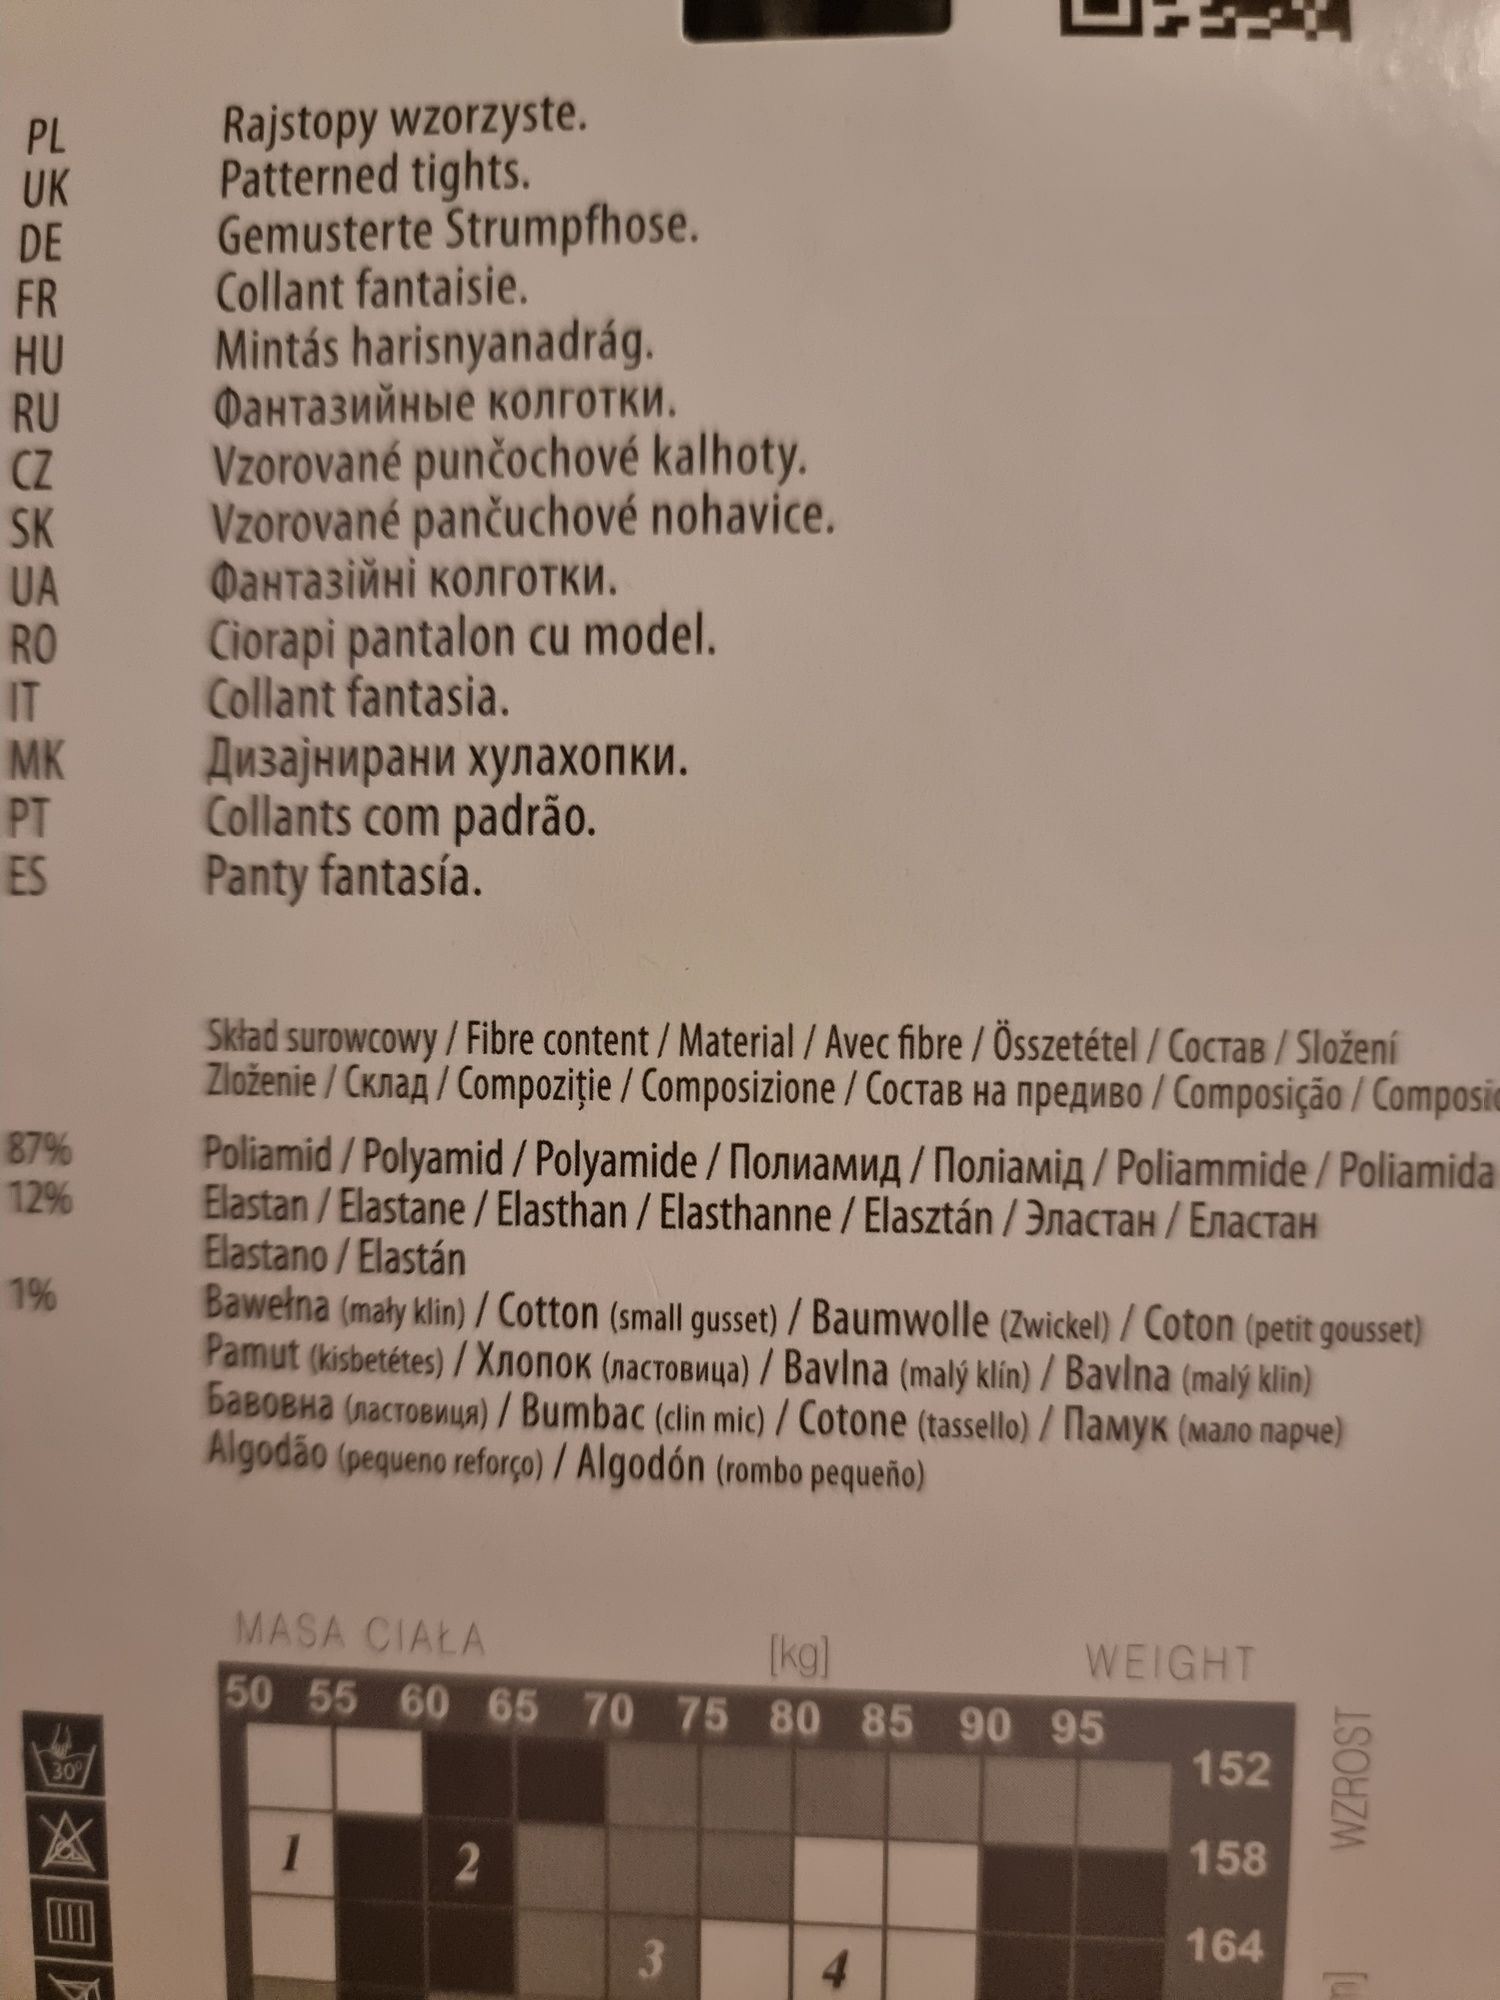 PL Rajstopy wzorzyste.
UK Patterned tights.
DE Gemusterte Strumpfhose.
FR Collant fantaisie.
HU Mintás harisnyanadrág.
RU Фантазийные колготки.
CZ Vzorované punčochové kalhoty.
SK Vzorované pančuchové nohavice.
UA Фантазійні колготки.
RO Ciorapi pantalon cu model.
IT Collant fantasia.
MK Дизајнирани хулахопки.
PT Collants com padrão.
ES Panty fantasía.
Skład surowcowy / Fibre content / Material / Avec fibre / Összetétel / Состав / Složení
Zloženie / Склад / Compoziție / Composizione / Состав на предиво / Composição /
87% Poliamid / Polyamid / Polyamide / Полиамид / Поліамід / Poliammide / Poliamida
12% Elastan / Elastane / Elasthan / Elasthanne / Elasztán / Эластан / Еластан
Elastano / Elastán
1% Bawełna (mały klin) / Cotton (small gusset) / Baumwolle (Zwickel) / Coton (petit gousset)
Pamut (kisbetétes) / Хлопок (ластовица) / Bavlna (malý klín) / Bavlna (malý klin)
Бавовна (ластовиця) / Bumbac (clin mic) / Cotone (tassello) / Памук (мало парче)
Algodão (pequeno reforço) / Algodón (rombo pequeño)
MASA CIAŁA [kg] WEIGHT
50 55 60 65 70 75 80 85 90 95
152
1 2 158
3 4 164
WZROST
30°